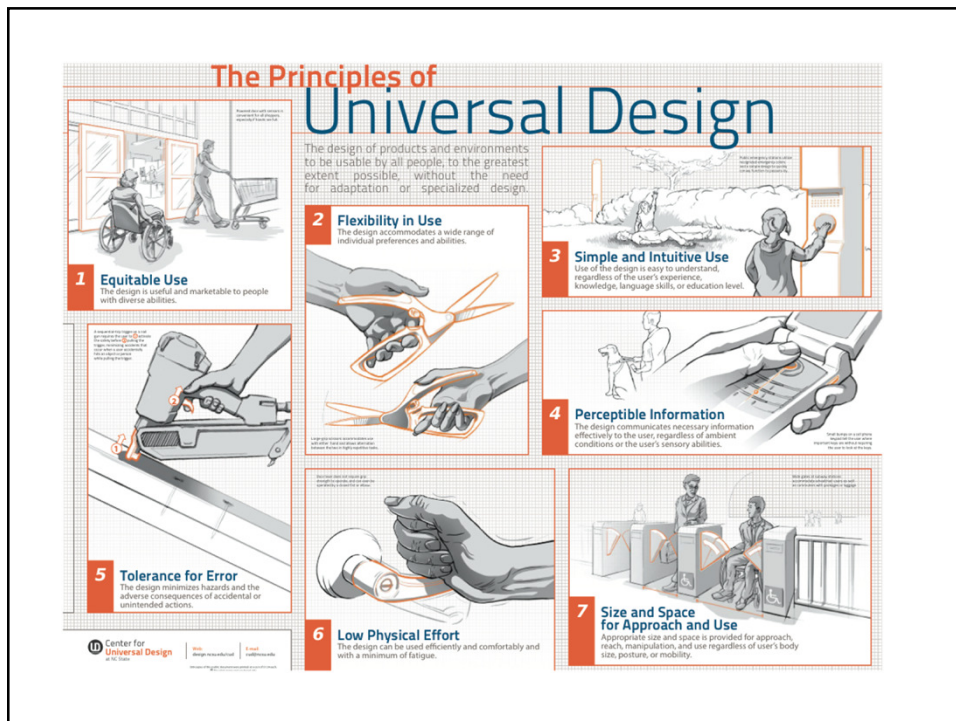 The Principles of
Universal Design
The design of products and environments
to be usable by all people, to the greatest
extent possible, without the need
for adaptation or specialized design.
1
Equitable Use
The design is useful and marketable to people
with diverse abilities.
2
Flexibility in Use
The design accommodates a wide range of
individual preferences and abilities.
3
Simple and Intuitive Use
Use of the design is easy to understand,
regardless of the user's experience,
knowledge, language skills, or education level.
4
Perceptible Information
The design communicates necessary information
effectively to the user, regardless of ambient
conditions or the user's sensory abilities.
5
Tolerance for Error
The design minimizes hazards and the
adverse consequences of accidental or
unintended actions.
6
Low Physical Effort
The design can be used efficiently and comfortably and
with a minimum of fatigue.
7
Size and Space
for Approach and Use
Appropriate size and space is provided for approach,
reach, manipulation, and use regardless of user's body
size, posture, or mobility.
Center for
Universal Design
at NC State